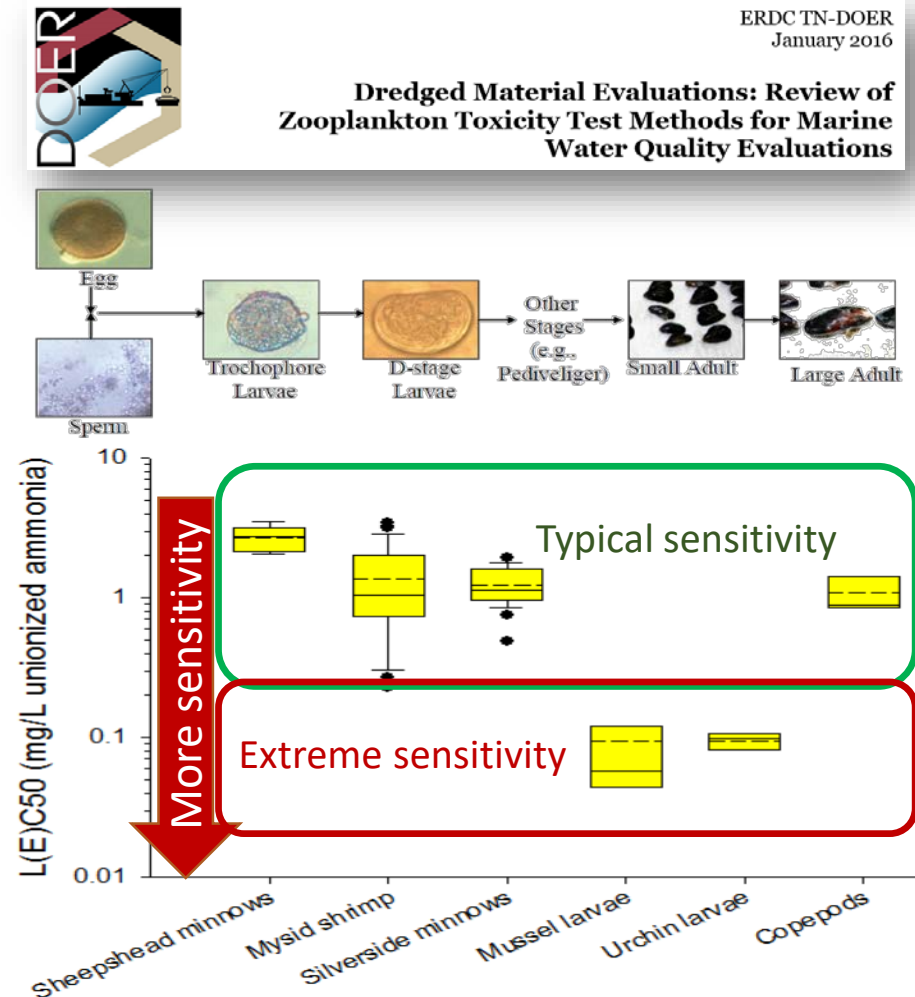 DOER
ERDC TN-DOER
January 2016
Dredged Material Evaluations: Review of
Zooplankton Toxicity Test Methods for Marine
Water Quality Evaluations
Egg
Sperm
Trochophore
Larvae
D-stage
Larvae
Other
Stages
(e.g.,
Pediveliger)
Small Adult
Large Adult
L(E)C50 (mg/L unionized ammonia)
10
1
0.1
0.01
More sensitivity
Typical sensitivity
Extreme sensitivity
Sheepshead minnows
Mysid shrimp
Silverside minnows
Mussel larvae
Urchin larvae
Copepods